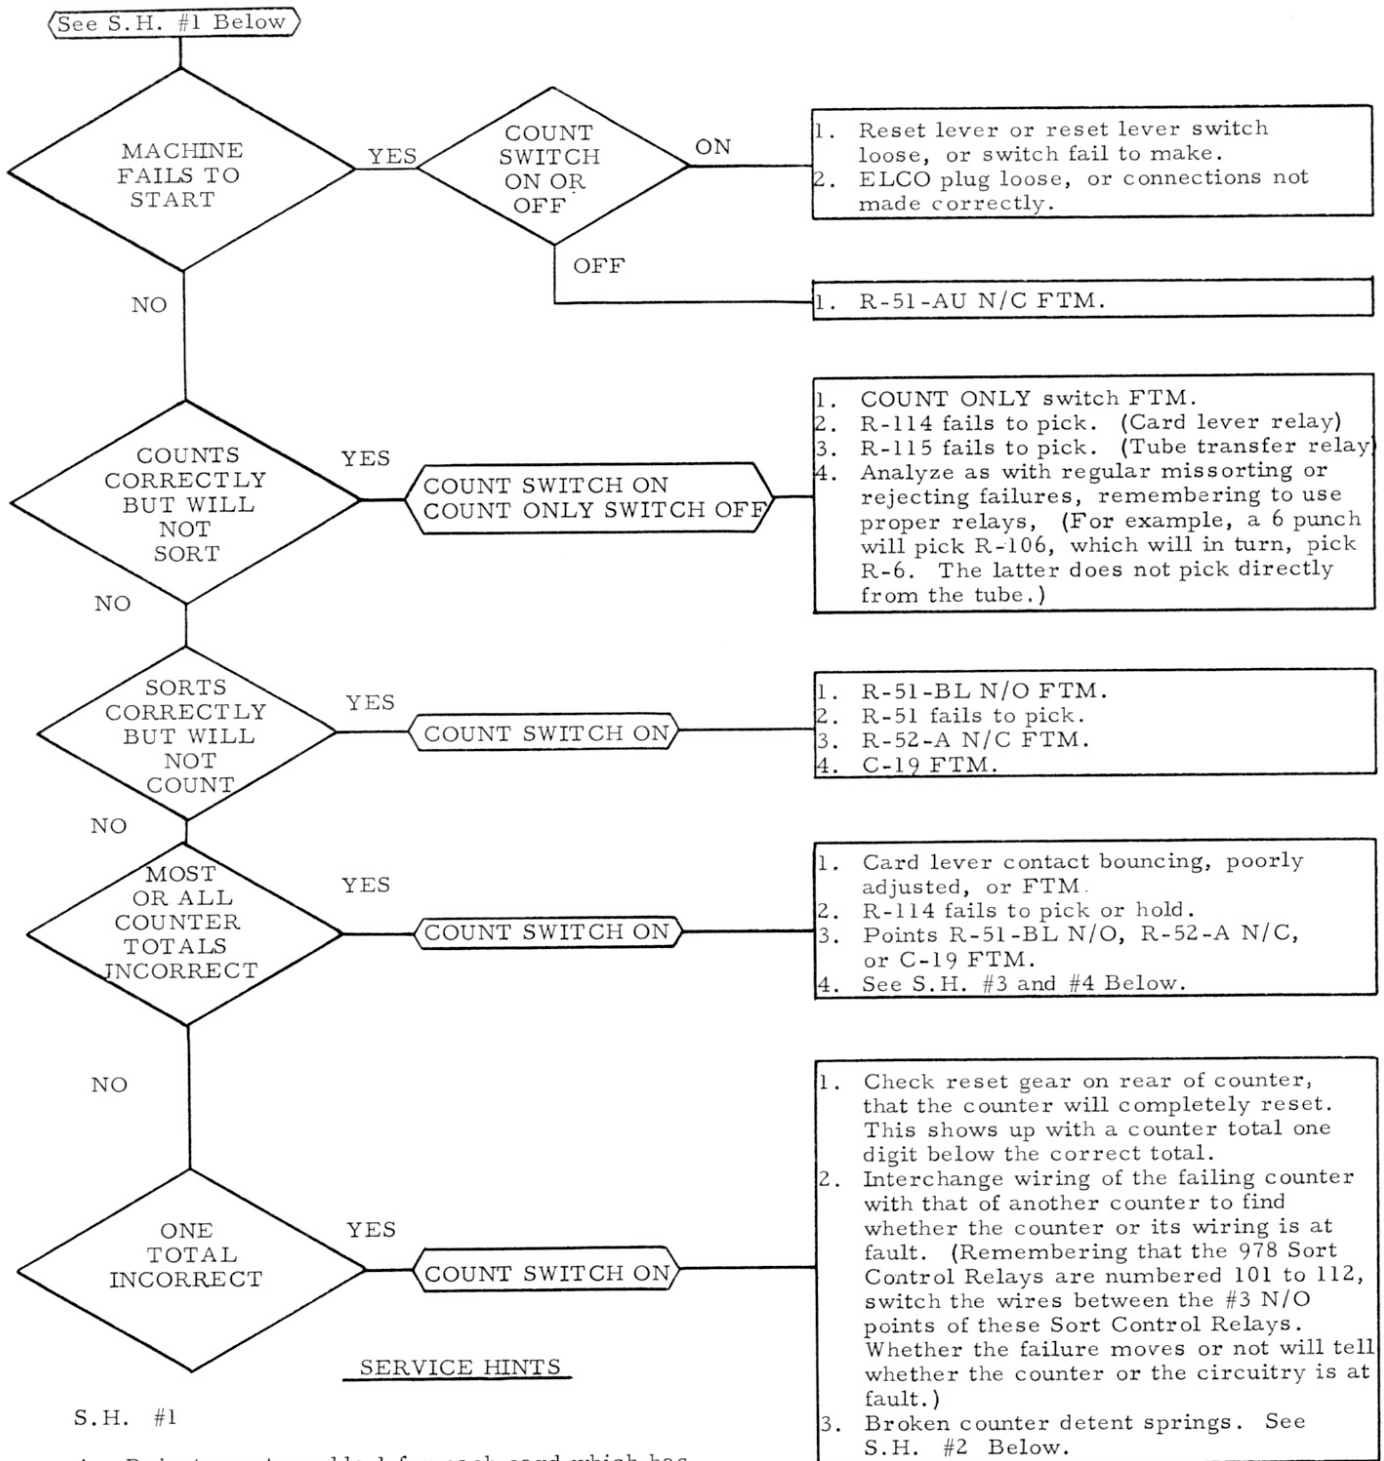 See S.H. #1 Below
MACHINE
FAILS TO
START
YES
COUNT
SWITCH
ON OR
OFF
ON
1. Reset lever or reset lever switch
loose, or switch fail to make.
2. ELCO plug loose, or connections not
made correctly.
OFF
1. R-51-AU N/C FTM.
NO
COUNTS
CORRECTLY
BUT WILL
NOT
SORT
YES
COUNT SWITCH ON
COUNT ONLY SWITCH OFF
1. COUNT ONLY switch FTM.
2. R-114 fails to pick. (Card lever relay)
3. R-115 fails to pick. (Tube transfer relay)
4. Analyze as with regular missorting or
rejecting failures, remembering to use
proper relays, (For example, a 6 punch
will pick R-106, which will in turn, pick
R-6. The latter does not pick directly
from the tube.)
NO
SORTS
CORRECTLY
BUT WILL
NOT
COUNT
YES
COUNT SWITCH ON
1. R-51-BL N/O FTM.
2. R-51 fails to pick.
3. R-52-A N/C FTM.
4. C-19 FTM.
NO
MOST
OR ALL
COUNTER
TOTALS
INCORRECT
YES
COUNT SWITCH ON
1. Card lever contact bouncing, poorly
adjusted, or FTM.
2. R-114 fails to pick or hold.
3. Points R-51-BL N/O, R-52-A N/C,
or C-19 FTM.
4. See S.H. #3 and #4 Below.
NO
ONE
TOTAL
INCORRECT
YES
COUNT SWITCH ON
1. Check reset gear on rear of counter,
that the counter will completely reset.
This shows up with a counter total one
digit below the correct total.
2. Interchange wiring of the failing counter
with that of another counter to find
whether the counter or its wiring is at
fault. (Remembering that the 978 Sort
Control Relays are numbered 101 to 112,
switch the wires between the #3 N/O
points of these Sort Control Relays.
Whether the failure moves or not will tell
whether the counter or the circuitry is at
fault.)
3. Broken counter detent springs. See
S.H. #2 Below.
SERVICE HINTS
S.H. #1